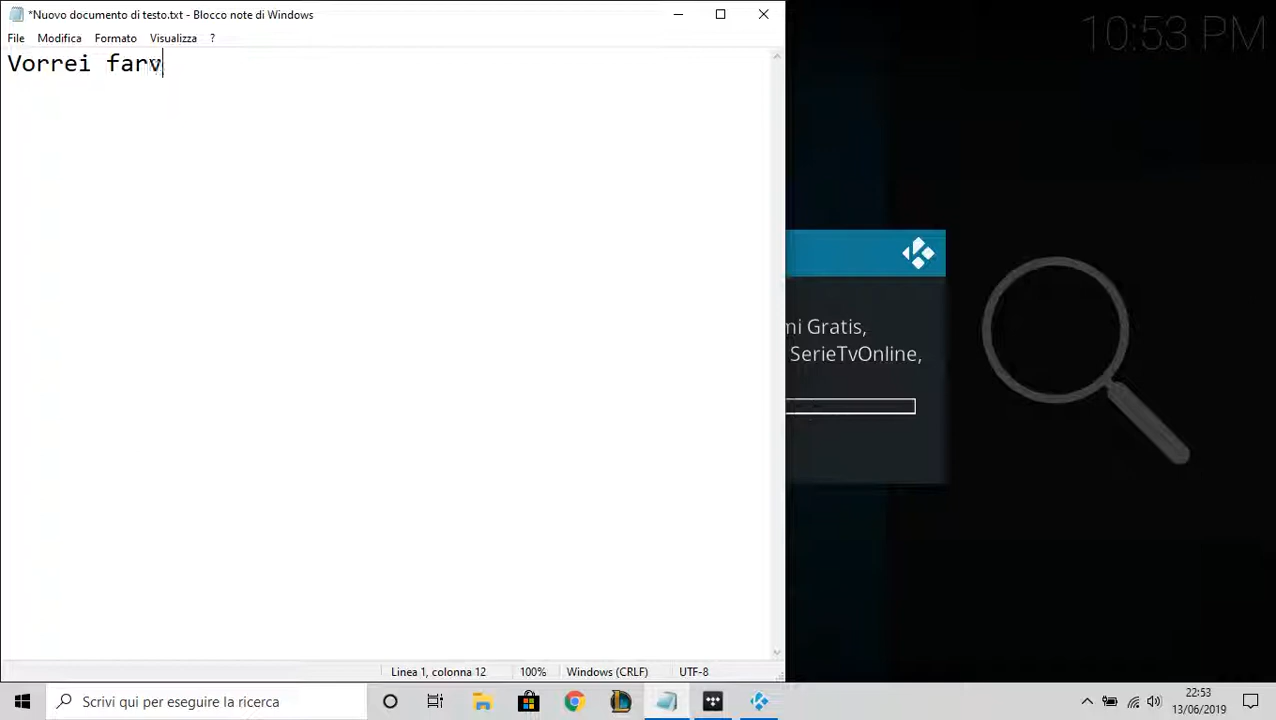 *Nuovo documento di testo.txt - Blocco note di Windows
File Modifica Formato Visualizza ?
Vorrei farv
10:53 PM
mi Gratis,
SerieTvOnline,
Linea 1, colonna 12 100% Windows (CRLF) UTF-8
Scrivi qui per eseguire la ricerca
22:53
13/06/2019